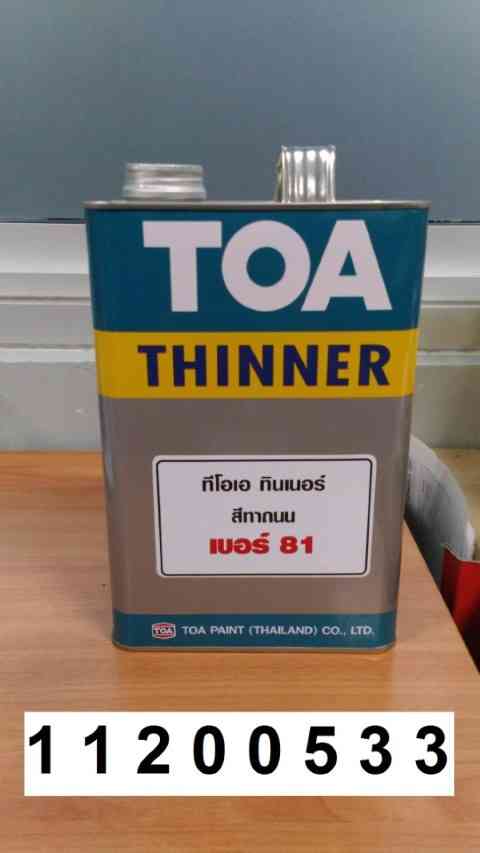 TOA
THINNER
ทีโอเอ ทินเนอร์
สีทาถนน
เบอร์ 81
TOA TOA PAINT (THAILAND) CO., LTD.
1 1 2 0 0 5 3 3